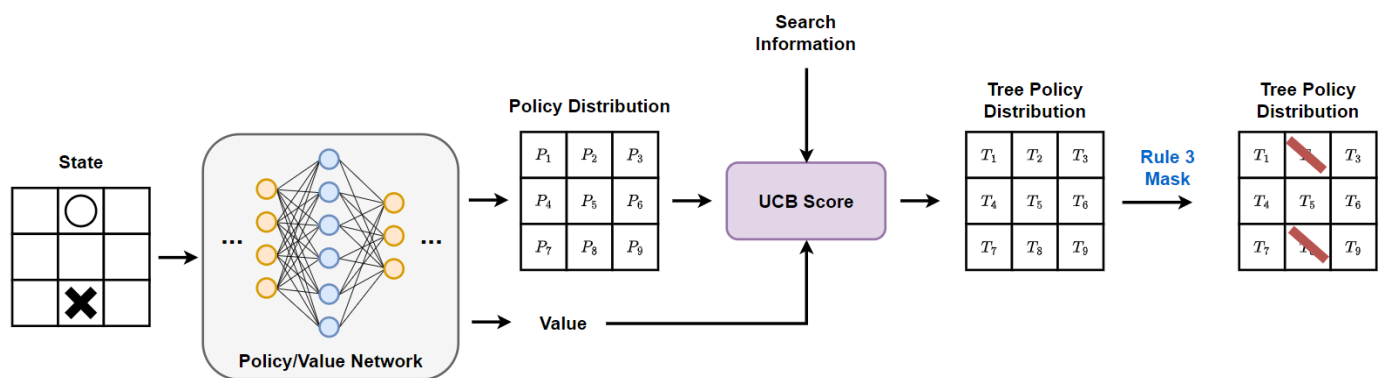 State
...
...
Policy/Value Network
Policy Distribution
P₁ P₂ P₃
P₄ P₅ P₆
P₇ P₈ P₉
Value
Search
Information
UCB Score
Tree Policy
Distribution
T₁ T₂ T₃
T₄ T₅ T₆
T₇ T₈ T₉
Rule 3
Mask
Tree Policy
Distribution
T₁ T₃
T₄ T₅ T₆
T₇ T₉